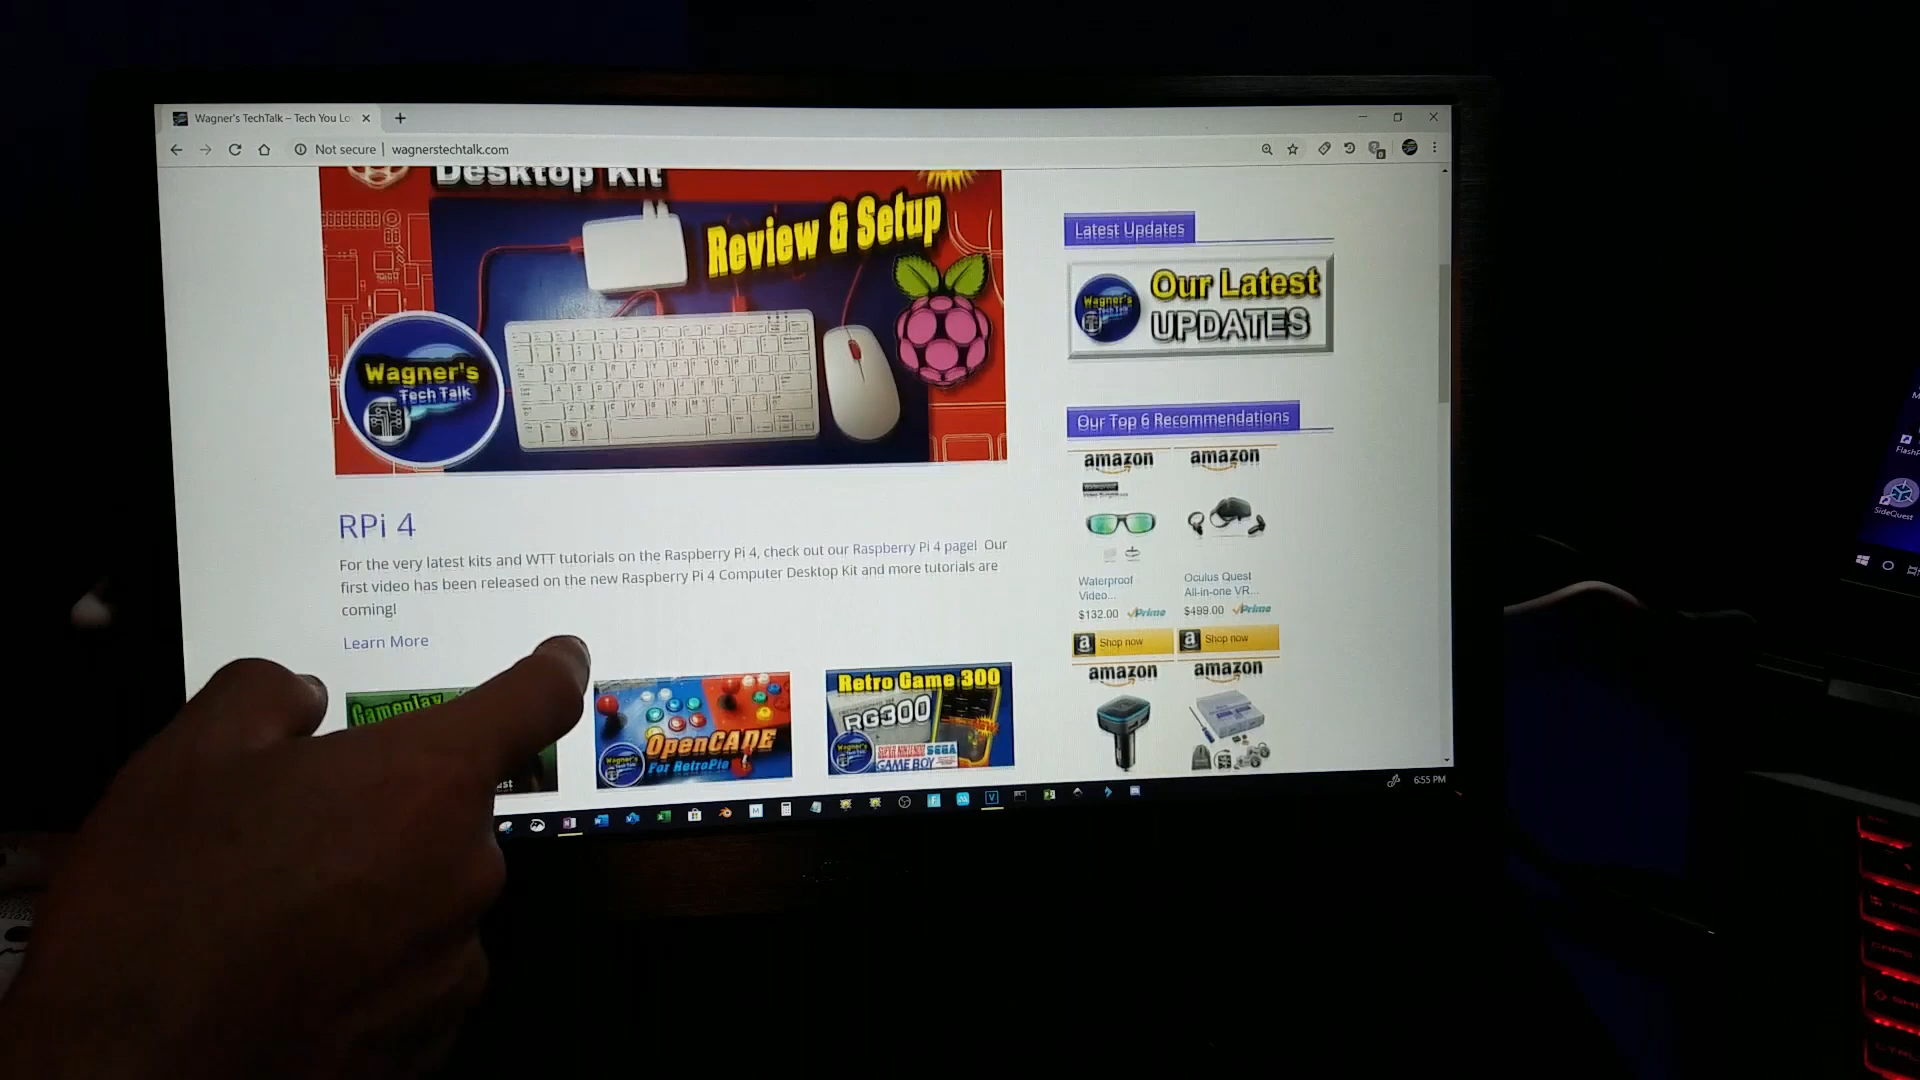 Wagner's TechTalk – Tech You Lo
Not secure | wagnerstechtalk.com
Desktop Kit
Review & Setup
Wagner's
Tech Talk
RPi 4
For the very latest kits and WTT tutorials on the Raspberry Pi 4, check out our Raspberry Pi 4 page! Our
first video has been released on the new Raspberry Pi 4 Computer Desktop Kit and more tutorials are
coming!
Learn More
Gameplay
OpenCADE
For RetroPie
Retro Game 300
RG300
SUPER NINTENDO SEGA
GAME BOY
Latest Updates
Wagner's
Our Latest
UPDATES
Our Top 6 Recommendations
amazon
Waterproof
Video...
$132.00 Prime
Shop now
amazon
Oculus Quest
All-in-one VR...
$499.00 Prime
Shop now
amazon
amazon
6:55 PM
SideQuest